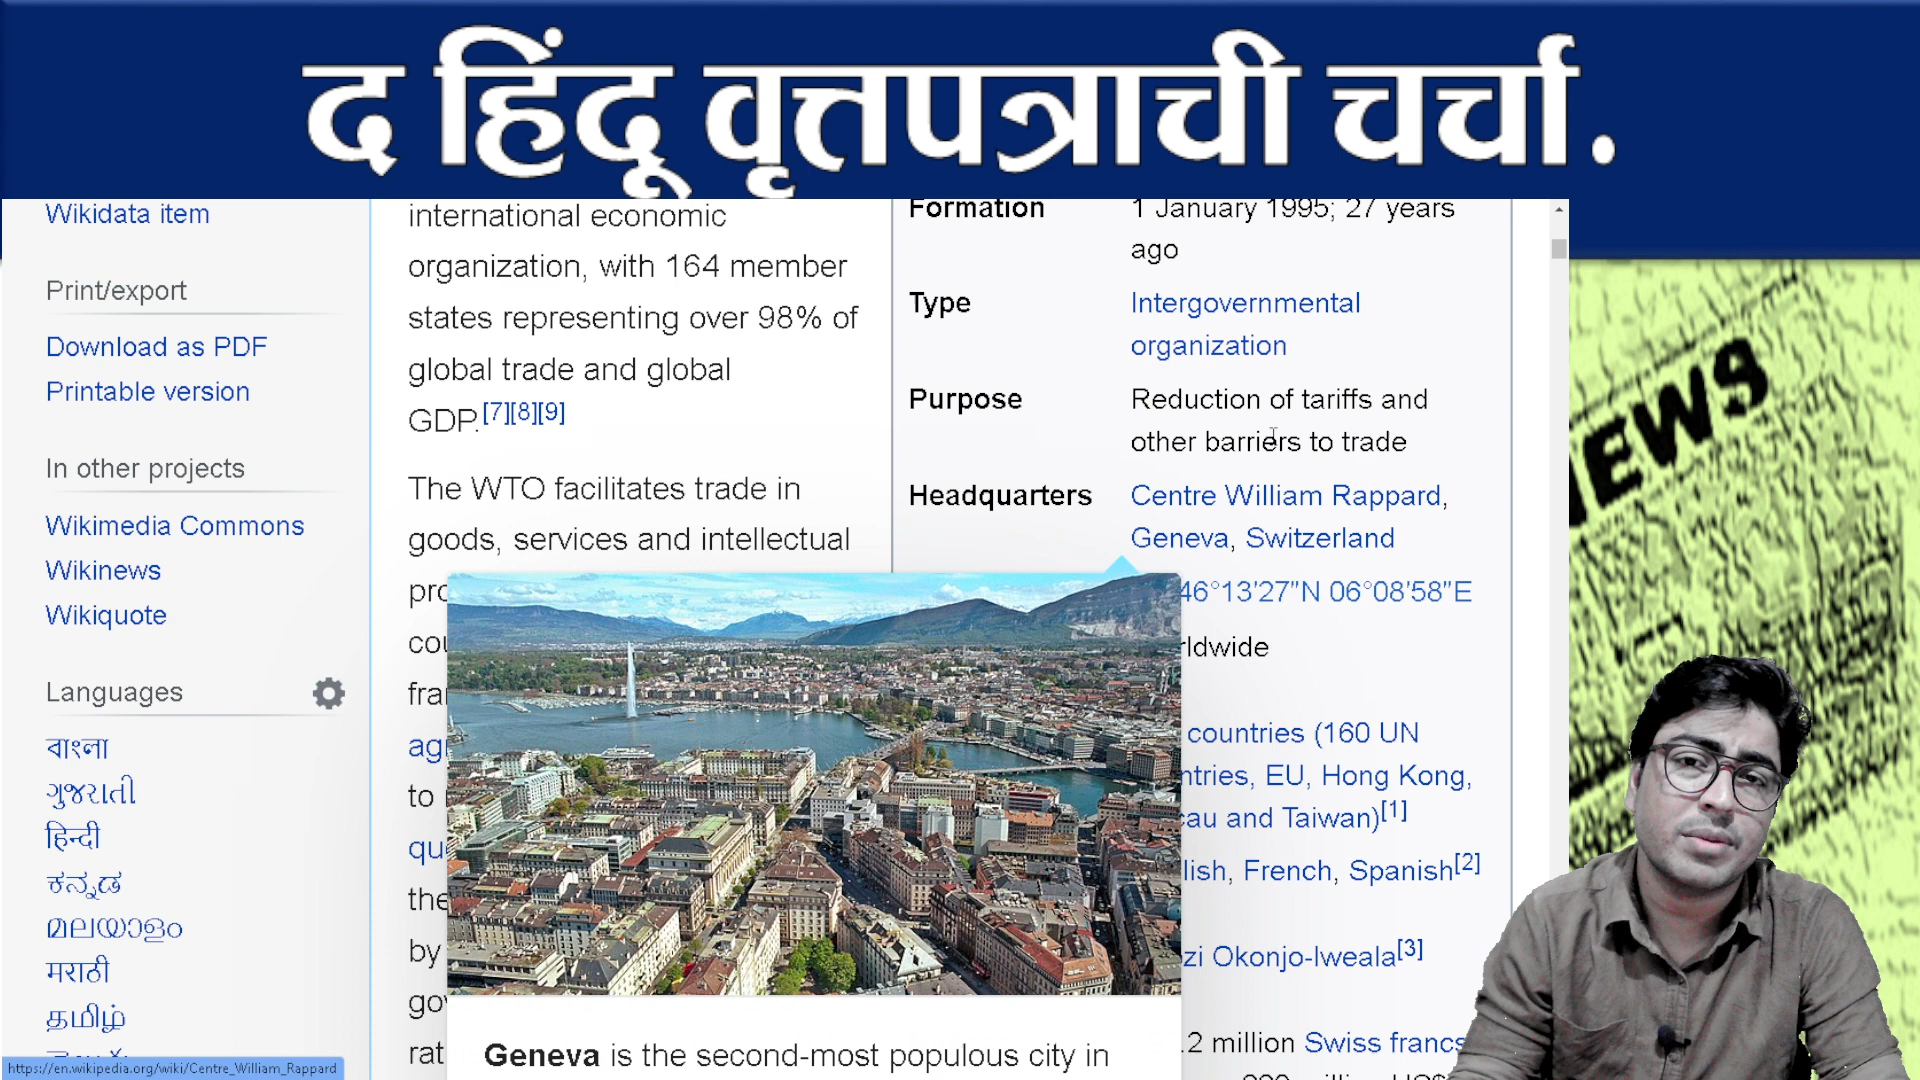 द हिंदू वृत्तपत्राची चर्चा.
Wikidata item
Print/export
Download as PDF
Printable version
In other projects
Wikimedia Commons
Wikinews
Wikiquote
Languages
বাংলা
ગુજરાતી
हिन्दी
ಕನ್ನಡ
മലയാളം
मराठी
தமிழ்
https://en.wikipedia.org/wiki/Centre_William_Rappard
international economic
organization, with 164 member
states representing over 98% of
global trade and global
GDP.[7][8][9]
The WTO facilitates trade in
goods, services and intellectual
to
the
by
Formation 1 January 1995; 27 years
ago
Type Intergovernmental
organization
Purpose Reduction of tariffs and
other barriers to trade
Headquarters Centre William Rappard,
Geneva, Switzerland
46°13′27″N 06°08′58″E
countries (160 UN
EU, Hong Kong,
and Taiwan)[1]
French, Spanish[2]
Okonjo-Iweala[3]
million Swiss francs
Geneva is the second-most populous city in